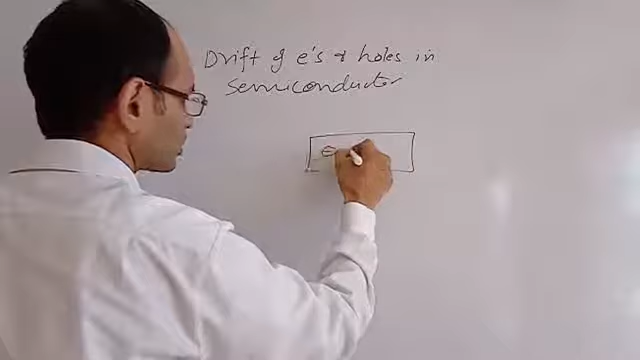 Drift of e's & holes in
semiconductor